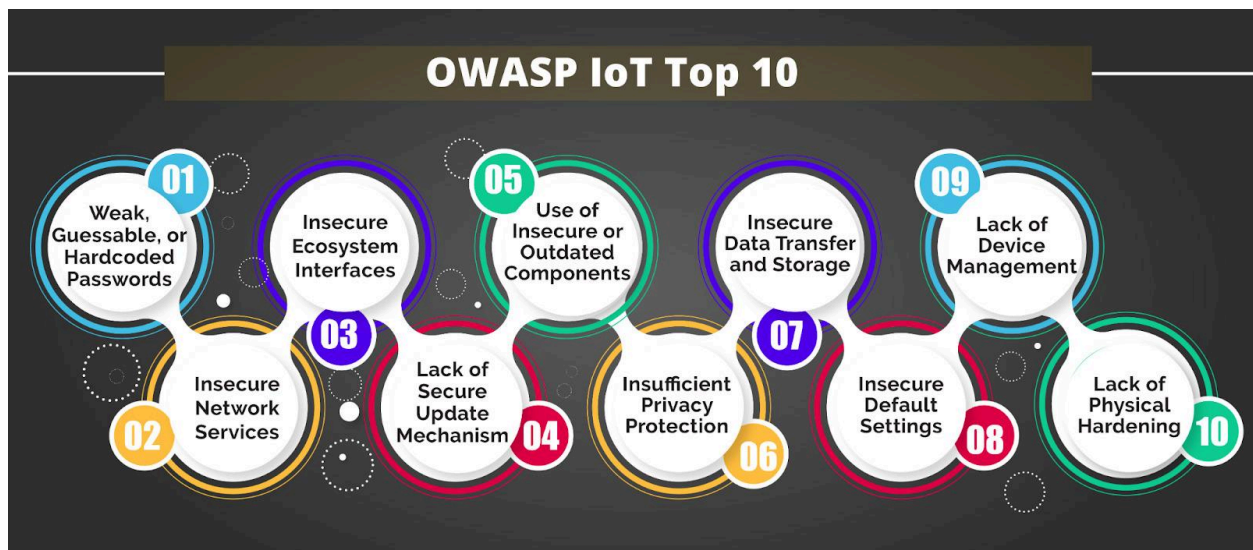 OWASP IoT Top 10
01
Weak,
Guessable, or
Hardcoded
Passwords
02
Insecure
Network
Services
03
Insecure
Ecosystem
Interfaces
04
Lack of
Secure
Update
Mechanism
05
Use of
Insecure or
Outdated
Components
06
Insufficient
Privacy
Protection
07
Insecure
Data Transfer
and Storage
08
Insecure
Default
Settings
09
Lack of
Device
Management
10
Lack of
Physical
Hardening